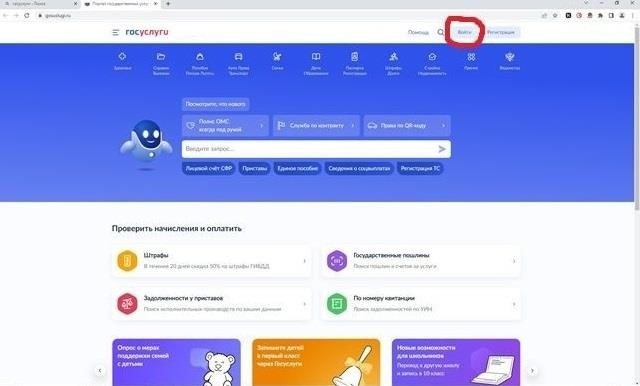 госуслуги - Поиск
Портал государственных услуг
gosuslugi.ru
госуслуги
Помощь
Войти
Регистрация
Здоровье
Справки
Выписки
Пособия
Пенсия Льготы
Авто Права
Транспорт
Семья
Дети
Образование
Паспорта
Регистрация
Штрафы
Долги
Стройка
Недвижимость
Прочее
Ведомства
Посмотрите, что нового
Полис ОМС
всегда под рукой
Служба по контракту
Права по QR-коду
Введите запрос...
Лицевой счёт СФР
Приставы
Единое пособие
Сведения о соцвыплатах
Регистрация ТС
Проверить начисления и оплатить
Штрафы
В течение 20 дней скидка 50% на штрафы ГИБДД
Государственные пошлины
Поиск пошлин и счетов за услуги
Задолженности у приставов
Поиск исполнительных производств по вашим данным
По номеру квитанции
Поиск задолженностей по УИН
Опрос о мерах
поддержки семей
с детьми
Запишите детей
в первый класс
через Госуслуги
Новые возможности
для школьников
Перевод в другую школу
и запись в 10 класс